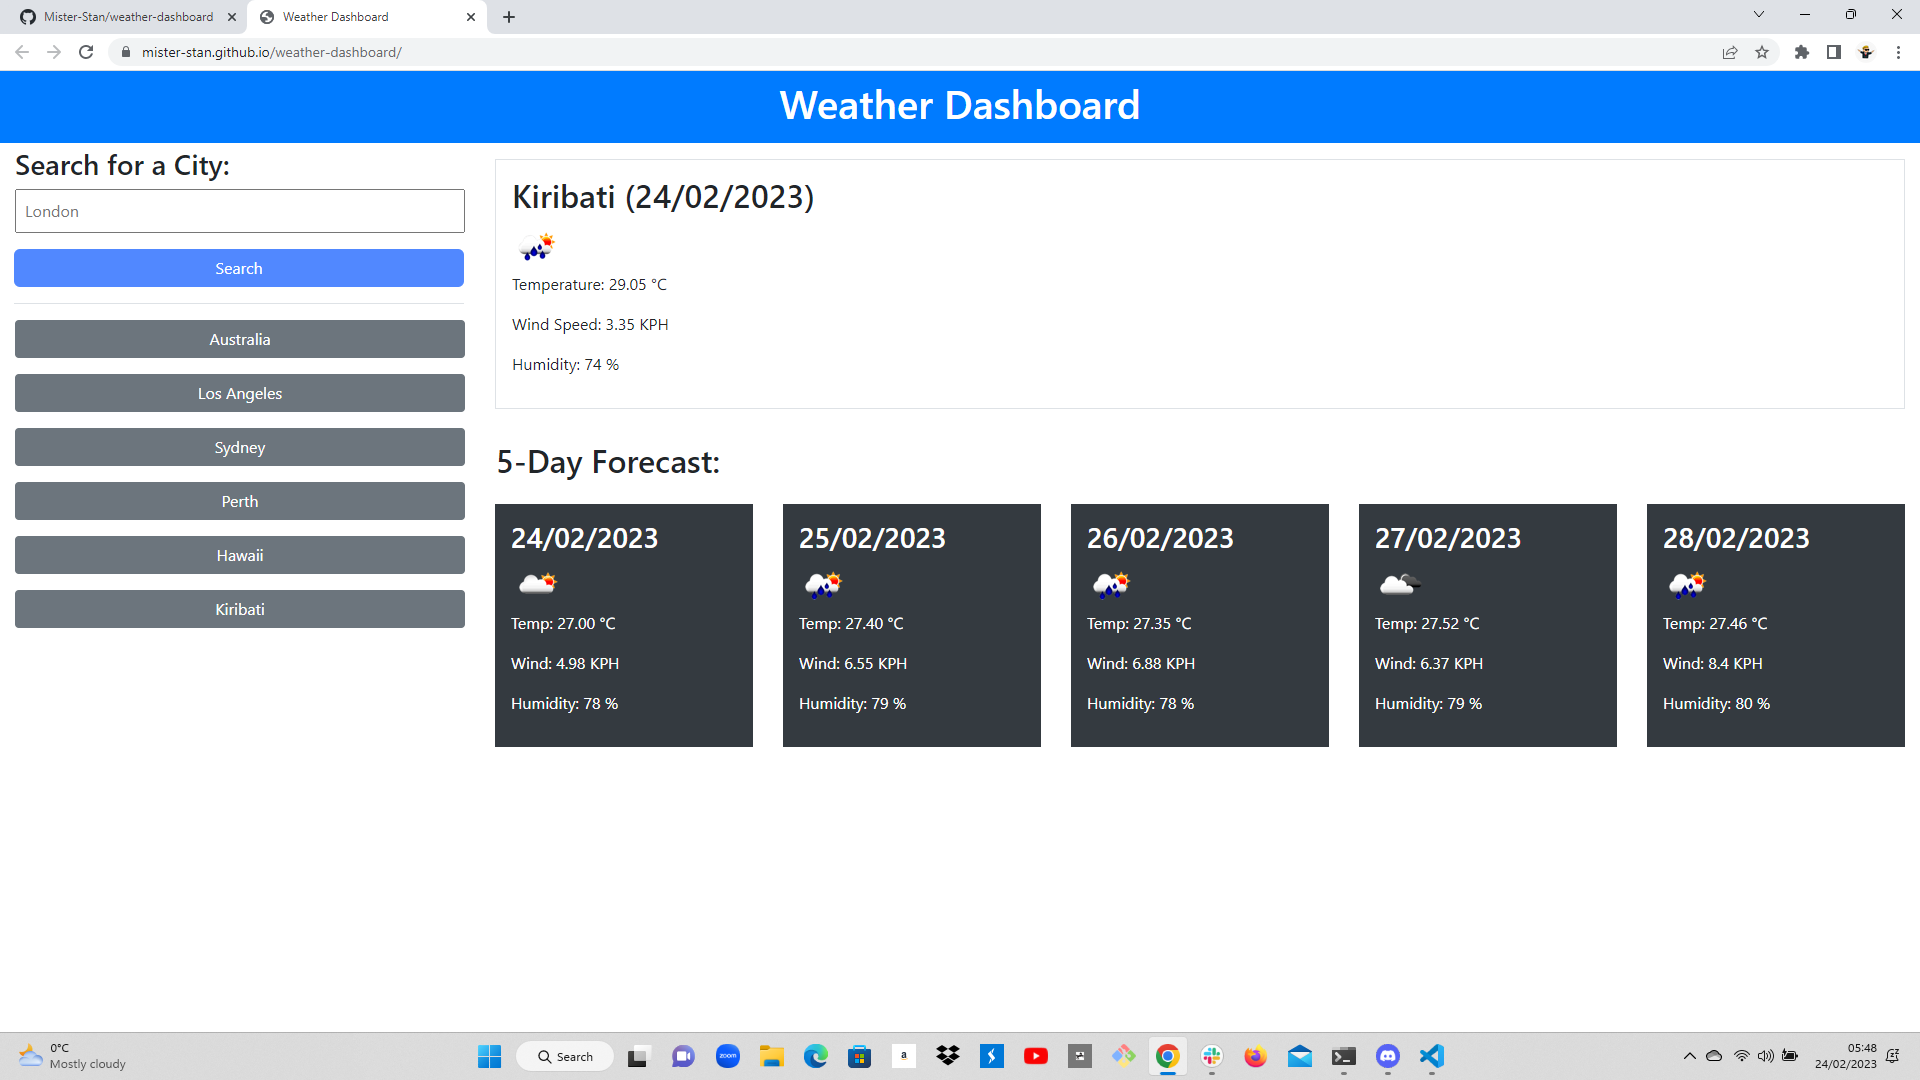 Mister-Stan/weather-dashboard
Weather Dashboard
mister-stan.github.io/weather-dashboard/
Weather Dashboard
Search for a City:
London
Search
Australia
Los Angeles
Sydney
Perth
Hawaii
Kiribati
Kiribati (24/02/2023)
Temperature: 29.05 °C
Wind Speed: 3.35 KPH
Humidity: 74 %
5-Day Forecast:
24/02/2023
Temp: 27.00 °C
Wind: 4.98 KPH
Humidity: 78 %
25/02/2023
Temp: 27.40 °C
Wind: 6.55 KPH
Humidity: 79 %
26/02/2023
Temp: 27.35 °C
Wind: 6.88 KPH
Humidity: 78 %
27/02/2023
Temp: 27.52 °C
Wind: 6.37 KPH
Humidity: 79 %
28/02/2023
Temp: 27.46 °C
Wind: 8.4 KPH
Humidity: 80 %
0°C
Mostly cloudy
Search
zoom
a
05:48
24/02/2023